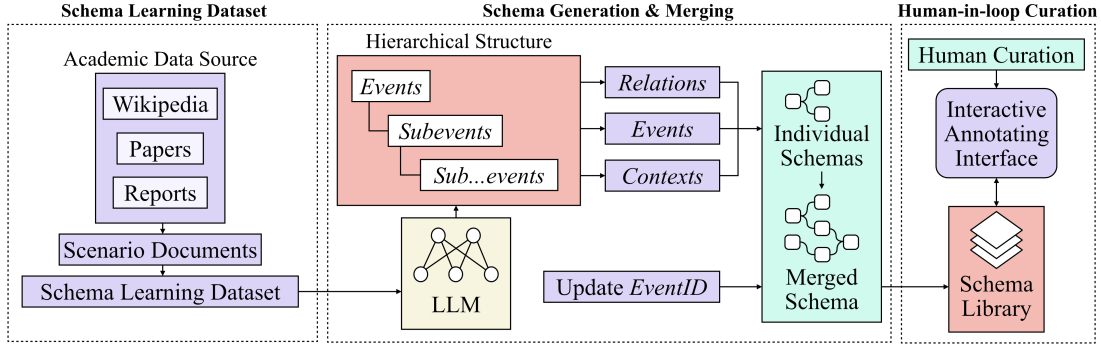 Schema Learning Dataset
Academic Data Source
Wikipedia
Papers
Reports
Scenario Documents
Schema Learning Dataset
Schema Generation & Merging
Hierarchical Structure
Events
Subevents
Sub...events
LLM
Relations
Events
Contexts
Update EventID
Individual
Schemas
Merged
Schema
Human-in-loop Curation
Human Curation
Interactive
Annotating
Interface
Schema
Library